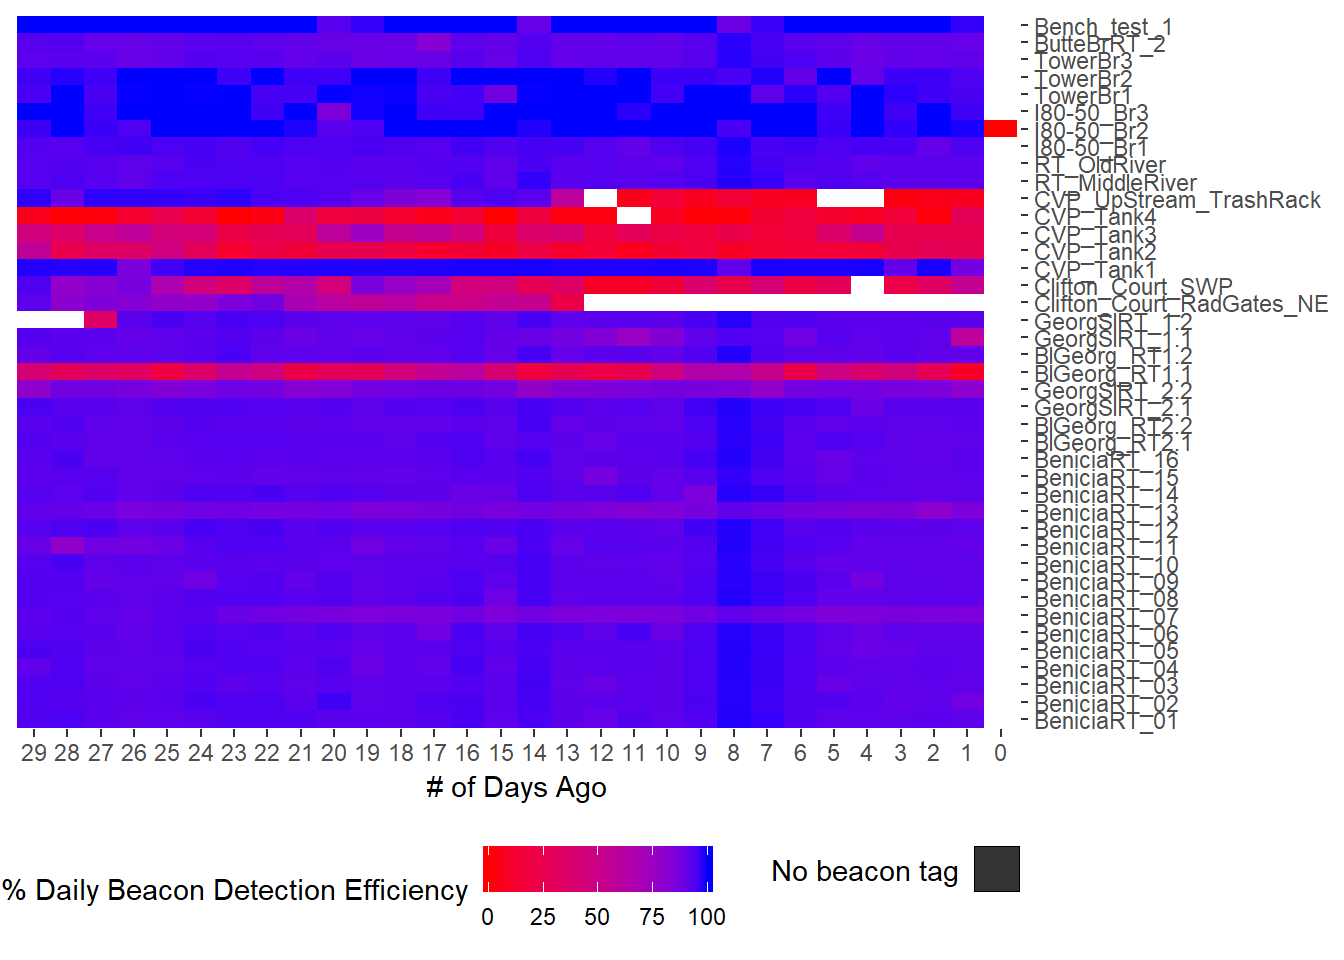 Bench_test_1
ButteBrRT_2
TowerBr3
TowerBr2
TowerBr1
I80-50_Br3
I80-50_Br2
I80-50_Br1
RT_OldRiver
RT_MiddleRiver
CVP_UpStream_TrashRack
CVP_Tank4
CVP_Tank3
CVP_Tank2
CVP_Tank1
Clifton_Court_SWP
Clifton_Court_RadGates_NE
GeorgSlRT_1.2
GeorgSlRT_1.1
BlGeorg_RT1.2
BlGeorg_RT1.1
GeorgSlRT_2.2
GeorgSlRT_2.1
BlGeorg_RT2.2
BlGeorg_RT2.1
BeniciaRT_16
BeniciaRT_15
BeniciaRT_14
BeniciaRT_13
BeniciaRT_12
BeniciaRT_11
BeniciaRT_10
BeniciaRT_09
BeniciaRT_08
BeniciaRT_07
BeniciaRT_06
BeniciaRT_05
BeniciaRT_04
BeniciaRT_03
BeniciaRT_02
BeniciaRT_01
29 28 27 26 25 24 23 22 21 20 19 18 17 16 15 14 13 12 11 10 9 8 7 6 5 4 3 2 1 0
# of Days Ago
% Daily Beacon Detection Efficiency
0 25 50 75 100
No beacon tag